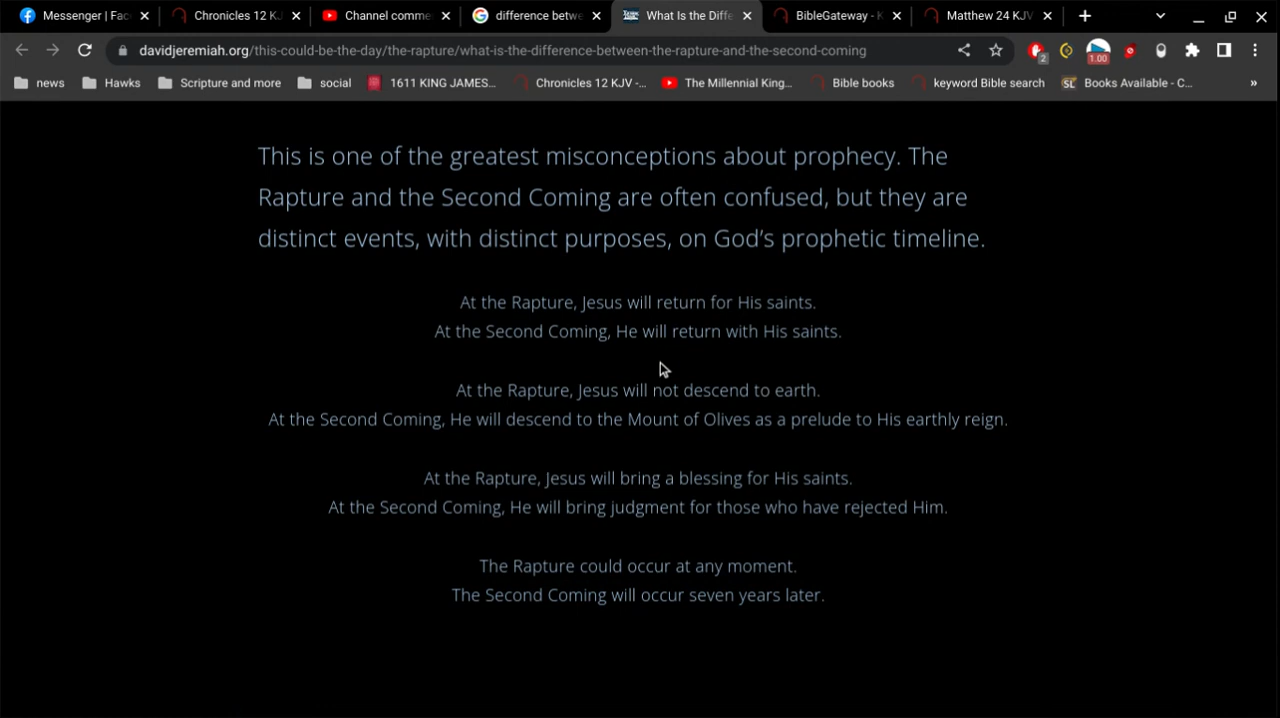 Messenger | Fac
Chronicles 12 KJ
Channel comme
difference betw
What Is the Diffe
BibleGateway - K
Matthew 24 KJV
davidjeremiah.org/this-could-be-the-day/the-rapture/what-is-the-difference-between-the-rapture-and-the-second-coming
2
1.00
news
Hawks
Scripture and more
social
1611 KING JAMES...
Chronicles 12 KJV -...
The Millennial King...
Bible books
keyword Bible search
SL
Books Available - C...
»
This is one of the greatest misconceptions about prophecy. The
Rapture and the Second Coming are often confused, but they are
distinct events, with distinct purposes, on God’s prophetic timeline.
At the Rapture, Jesus will return for His saints.
At the Second Coming, He will return with His saints.
At the Rapture, Jesus will not descend to earth.
At the Second Coming, He will descend to the Mount of Olives as a prelude to His earthly reign.
At the Rapture, Jesus will bring a blessing for His saints.
At the Second Coming, He will bring judgment for those who have rejected Him.
The Rapture could occur at any moment.
The Second Coming will occur seven years later.